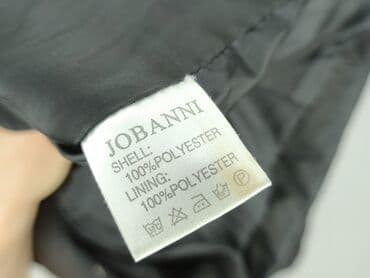 JOBANNI
SHELL:
100%POLYESTER
LINING:
100%POLYESTER
P